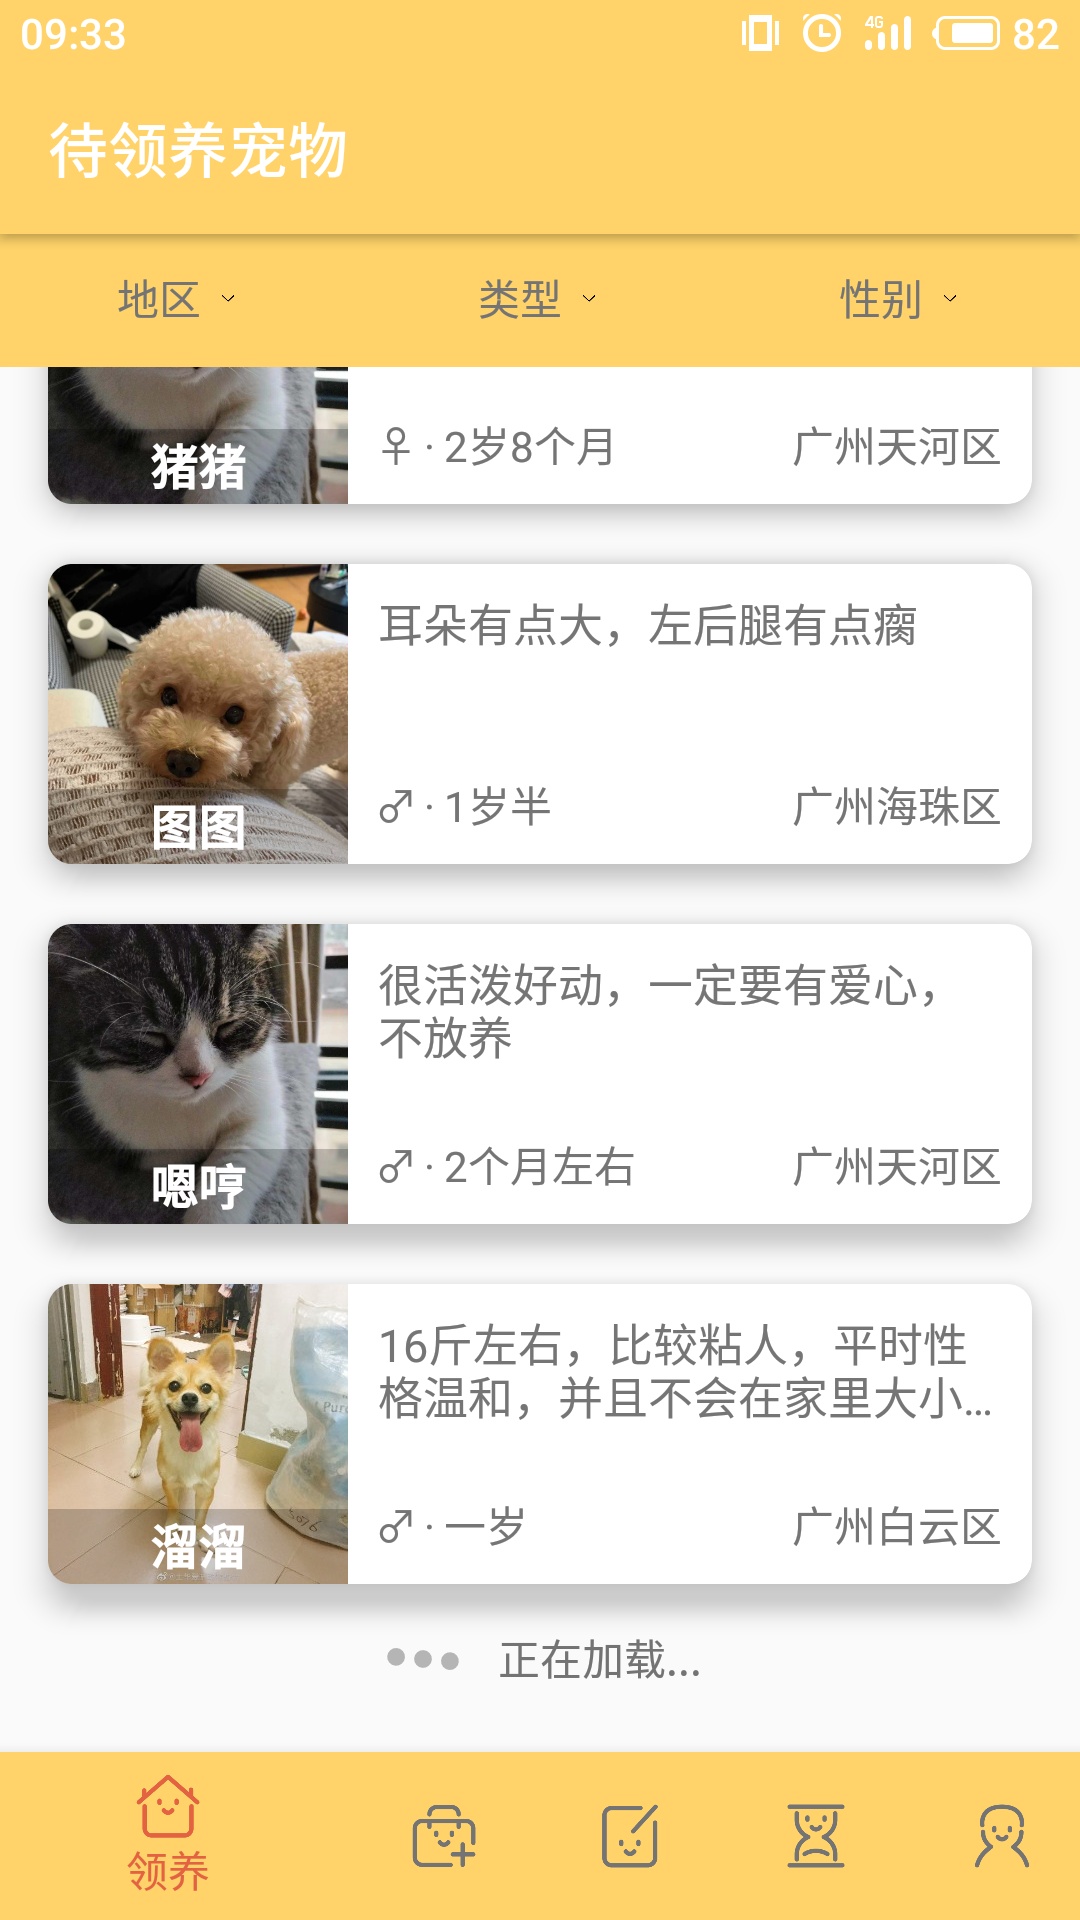 09:33
4G
82
待领养宠物
地区
类型
性别
猪猪
♀ · 2岁8个月
广州天河区
耳朵有点大，左后腿有点瘸
图图
♂ · 1岁半
广州海珠区
很活泼好动，一定要有爱心，
不放养
嗯哼
♂ · 2个月左右
广州天河区
16斤左右，比较粘人，平时性
格温和，并且不会在家里大小...
溜溜
♂ · 一岁
广州白云区
正在加载...
领养